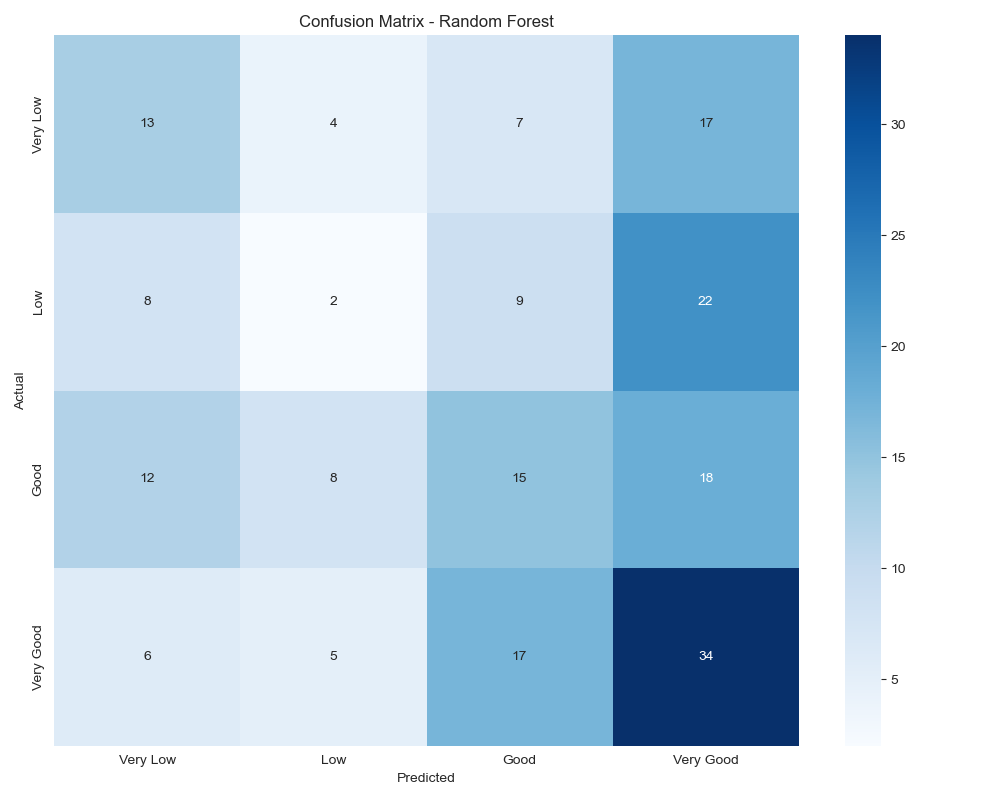 Confusion Matrix - Random Forest
Very Low
13 4 7 17
Low
8 2 9 22
Good
12 8 15 18
Very Good
6 5 17 34
Actual
Very Low Low Good Very Good
Predicted
30
25
20
15
10
5